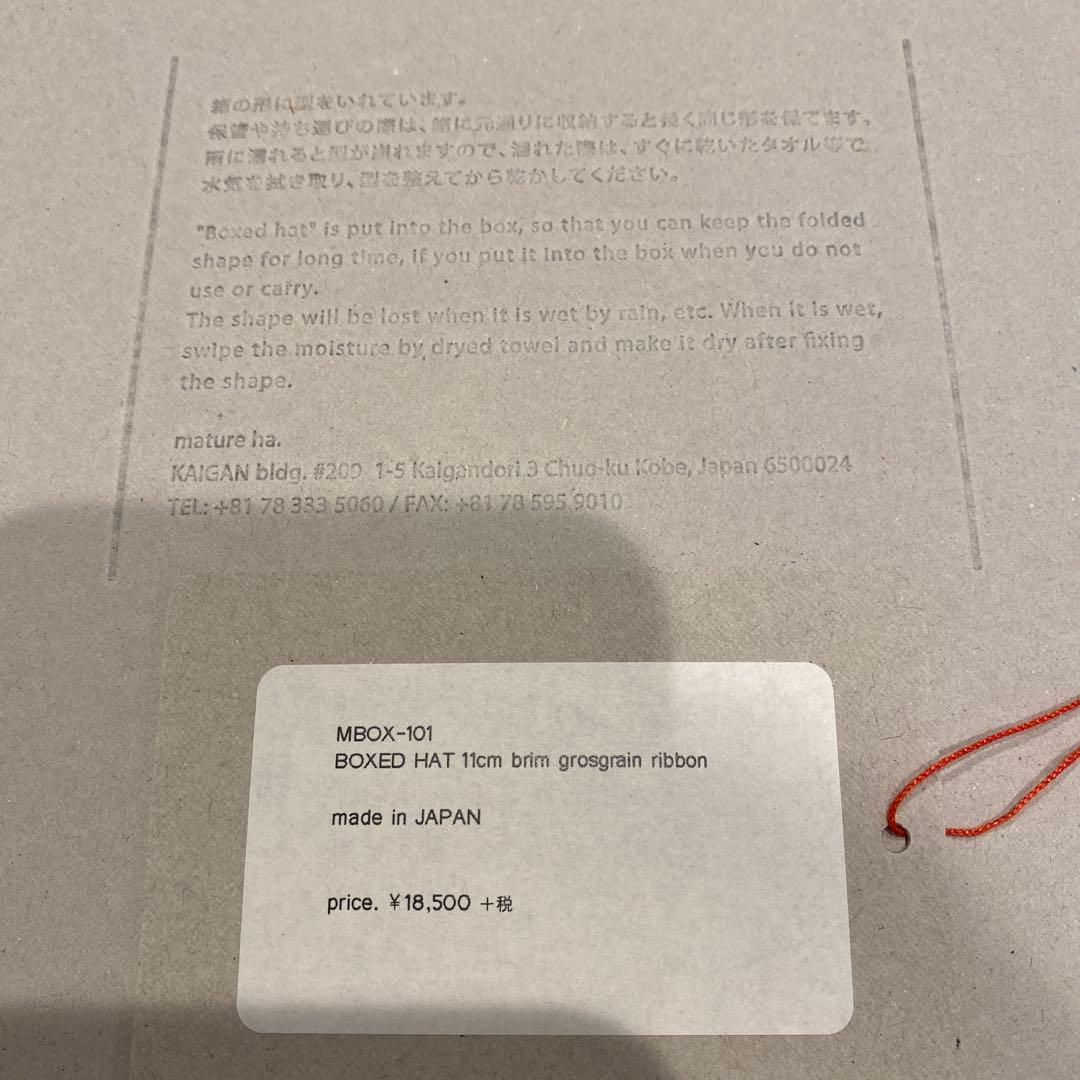 箱の形に型をいれています。
保管や持ち運びの際は、箱に元通りに収納すると長く同じ形を保てます。
雨に濡れると型が崩れますので、濡れた際は、すぐに乾いたタオル等で
水気を拭き取り、型を整えてから乾かしてください。
"Boxed hat" is put into the box, so that you can keep the folded
shape for long time, if you put it into the box when you do not
use or carry.
The shape will be lost when it is wet by rain, etc. When it is wet,
swipe the moisture by dryed towel and make it dry after fixing
the shape.
mature ha.
KAIGAN bldg. #209 1-5 Kaigandori 3 Chuo-ku Kobe, Japan 6500024
TEL: +81 78 333 5060 / FAX: +81 78 595 9010
MBOX-101
BOXED HAT 11cm brim grosgrain ribbon
made in JAPAN
price. ¥18,500 +税